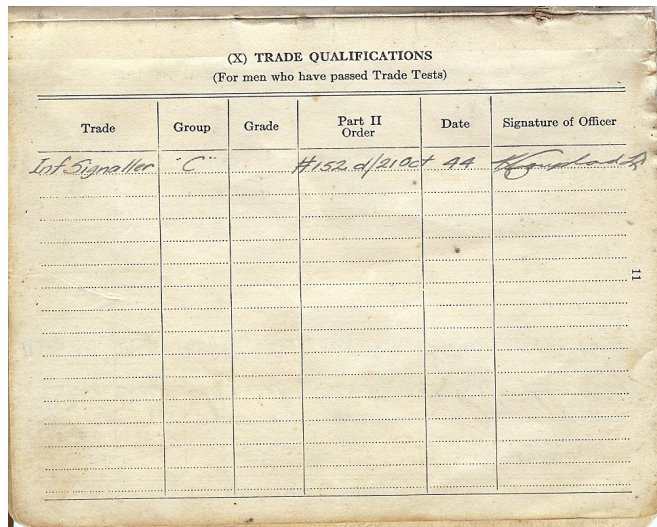 (X) TRADE QUALIFICATIONS
(For men who have passed Trade Tests)
Trade Group Grade Part II Order Date Signature of Officer
Inf Signaller "C" #152 d/21 Oct 44
11